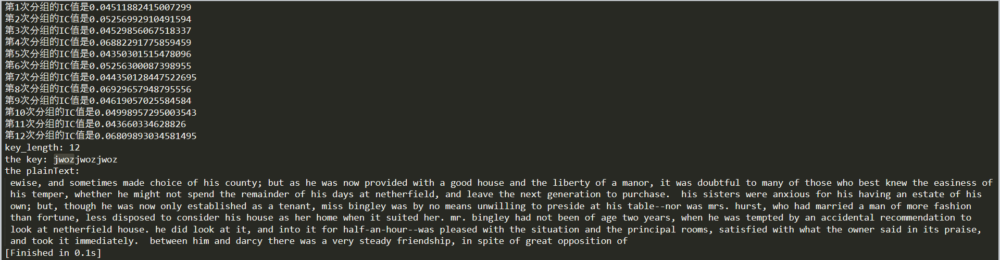 第1次分组的IC值是0.04511882415007299
第2次分组的IC值是0.05256992910491594
第3次分组的IC值是0.04529856067518337
第4次分组的IC值是0.06882291775859459
第5次分组的IC值是0.04350301515478096
第6次分组的IC值是0.05256300087398955
第7次分组的IC值是0.044350128447522695
第8次分组的IC值是0.06929657948795556
第9次分组的IC值是0.04619057025584584
第10次分组的IC值是0.04998957295003543
第11次分组的IC值是0.043660334628826
第12次分组的IC值是0.06809893034581495
key_length: 12
the key: jwozjwozjwoz
the plainText:
ewise, and sometimes made choice of his county; but as he was now provided with a good house and the liberty of a manor, it was doubtful to many of those who best knew the easiness of
his temper, whether he might not spend the remainder of his days at netherfield, and leave the next generation to purchase.  his sisters were anxious for his having an estate of his
own; but, though he was now only established as a tenant, miss bingley was by no means unwilling to preside at his table--nor was mrs. hurst, who had married a man of more fashion
than fortune, less disposed to consider his house as her home when it suited her. mr. bingley had not been of age two years, when he was tempted by an accidental recommendation to
look at netherfield house. he did look at it, and into it for half-an-hour--was pleased with the situation and the principal rooms, satisfied with what the owner said in its praise,
and took it immediately.  between him and darcy there was a very steady friendship, in spite of great opposition of
[Finished in 0.1s]